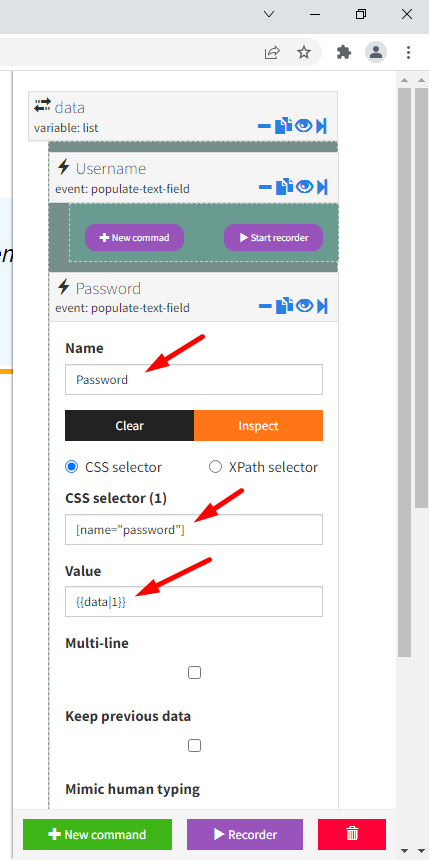 data
variable: list
Username
event: populate-text-field
New commad
Start recorder
en
Password
event: populate-text-field
Name
Password
Clear
Inspect
CSS selector
XPath selector
CSS selector (1)
[name="password"]
Value
{{data|1}}
Multi-line
Keep previous data
Mimic human typing
New command
Recorder